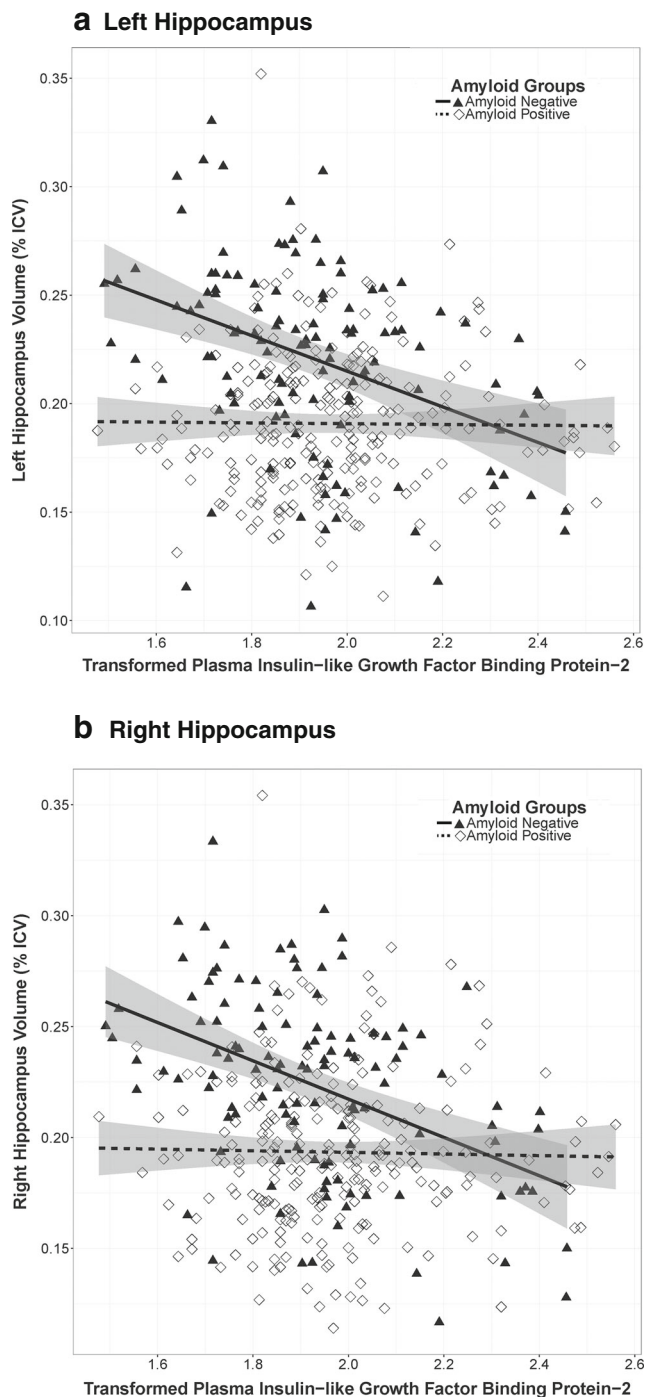 a Left Hippocampus
Amyloid Groups
Amyloid Negative
Amyloid Positive
0.35
0.30
0.25
0.20
0.15
0.10
Left Hippocampus Volume (% ICV)
1.6 1.8 2.0 2.2 2.4 2.6
Transformed Plasma Insulin−like Growth Factor Binding Protein−2
b Right Hippocampus
Amyloid Groups
Amyloid Negative
Amyloid Positive
0.35
0.30
0.25
0.20
0.15
Right Hippocampus Volume (% ICV)
1.6 1.8 2.0 2.2 2.4 2.6
Transformed Plasma Insulin−like Growth Factor Binding Protein−2